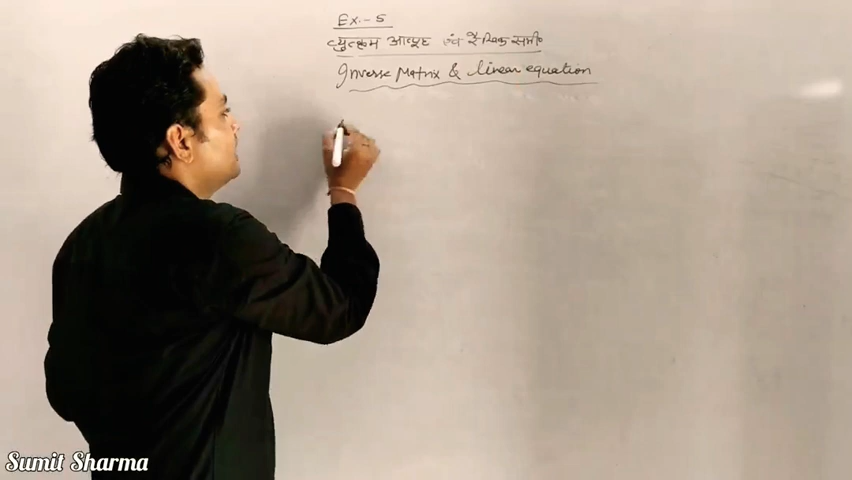 Ex.- 5
व्युत्क्रम आव्यूह एवं रैखिक समी०
Inverse Matrix & linear equation
Sumit Sharma